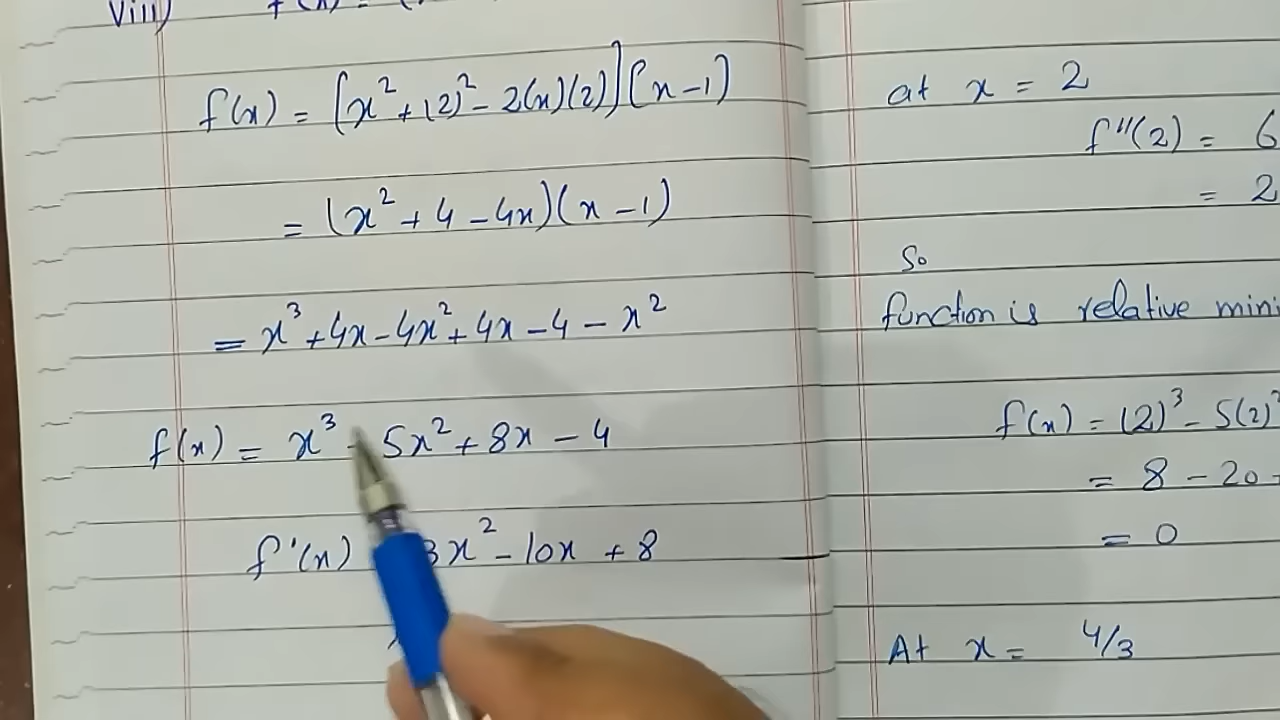 viii)
f(x) = [x² + (2)² - 2(x)(2)] (x-1)
= (x² + 4 - 4x)(x - 1)
= x³ + 4x - 4x² + 4x - 4 - x²
f(x) = x³ - 5x² + 8x - 4
f'(x) 3x² - 10x + 8
at x = 2
f''(2) = 6
= 2
So
function is relative mini
f(x) = (2)³ - 5(2)²
= 8 - 20
= 0
At x = 4/3